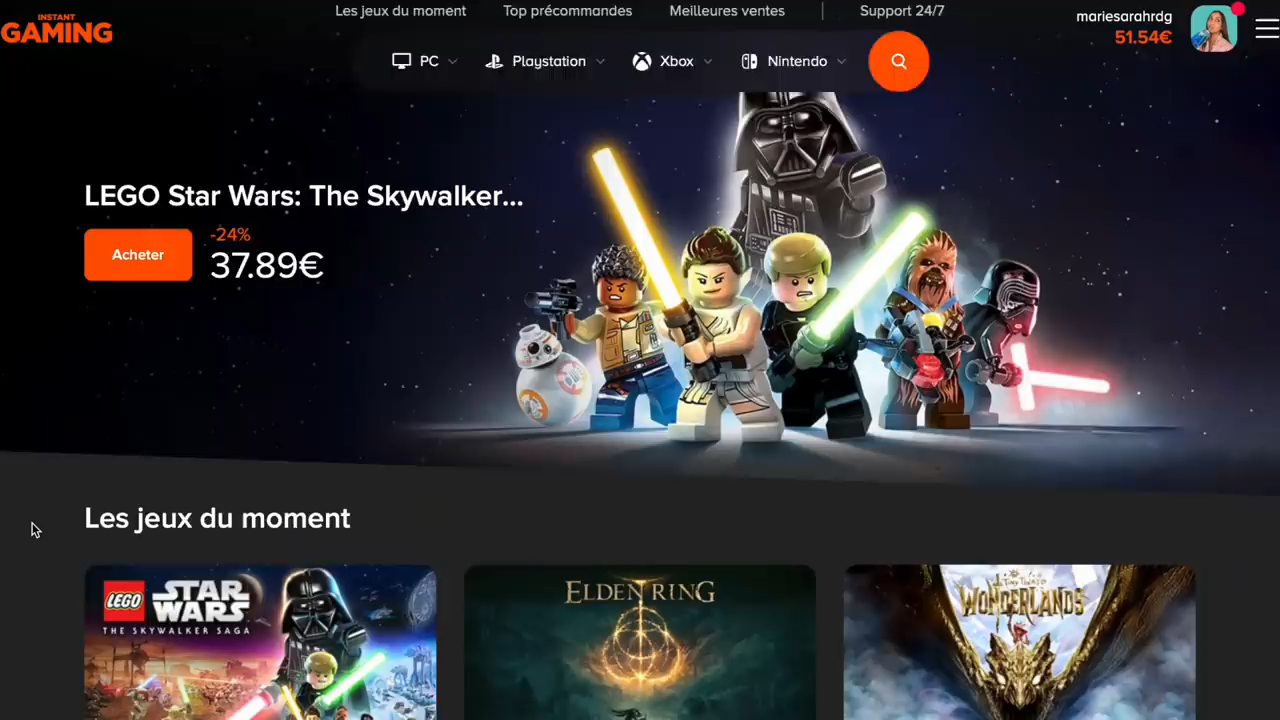 INSTANT
GAMING
Les jeux du moment
Top précommandes
Meilleures ventes
Support 24/7
mariesarahrdg
51.54€
PC
Playstation
Xbox
Nintendo
LEGO Star Wars: The Skywalker...
Acheter
-24%
37.89€
Les jeux du moment
LEGO
STAR
WARS
THE SKYWALKER SAGA
ELDEN RING
Tiny Tina's
WONDERLANDS